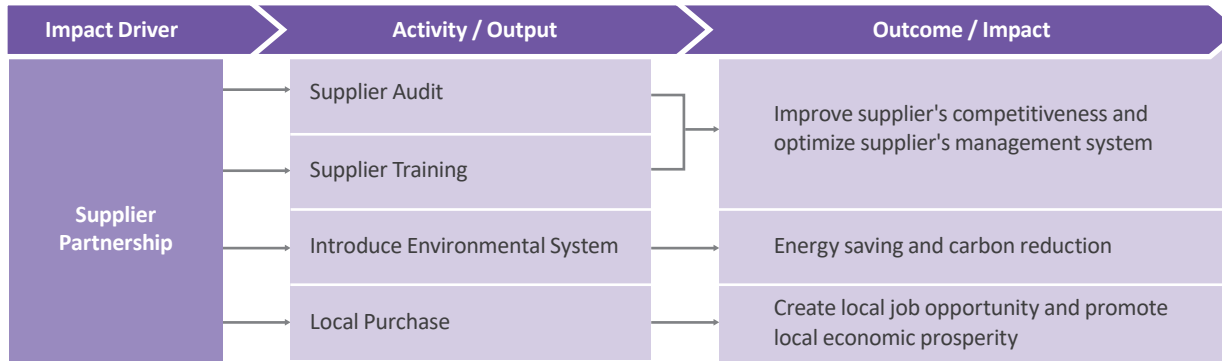 Impact Driver
Activity / Output
Outcome / Impact
Supplier
Partnership
Supplier Audit
Supplier Training
Introduce Environmental System
Local Purchase
Improve supplier's competitiveness and
optimize supplier's management system
Energy saving and carbon reduction
Create local job opportunity and promote
local economic prosperity